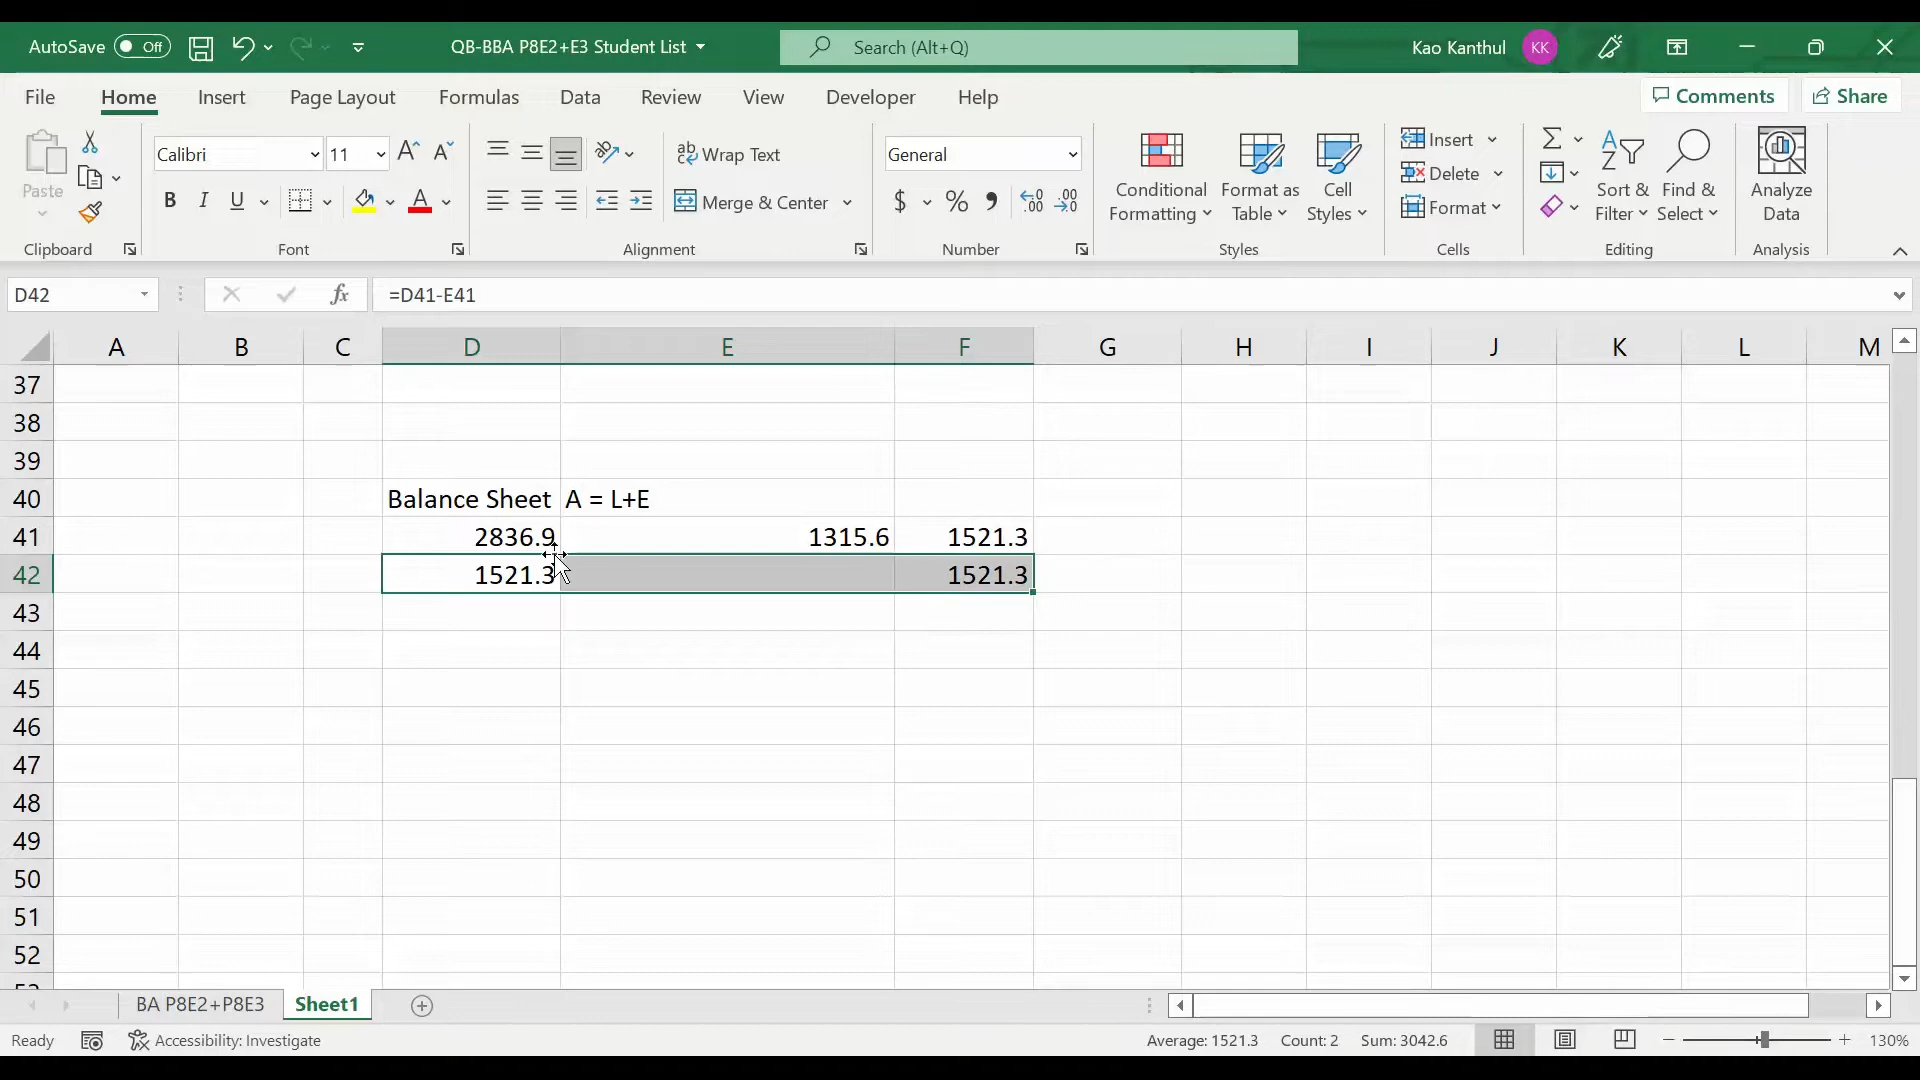 AutoSave Off QB-BBA P8E2+E3 Student List Search (Alt+Q) Kao Kanthul KK
File Home Insert Page Layout Formulas Data Review View Developer Help Comments Share
Paste Calibri 11 Wrap Text General Conditional Formatting Format as Table Cell Styles Insert Delete Format Sort & Filter Find & Select Analyze Data
B I U A Merge & Center $ % 9
Clipboard Font Alignment Number Styles Cells Editing Analysis
D42 fx =D41-E41
A B C D E F G H I J K L M
37
38
39
40 Balance Sheet A = L+E
41 2836.9 1315.6 1521.3
42 1521.3 1521.3
43
44
45
46
47
48
49
50
51
52
BA P8E2+P8E3 Sheet1
Ready Accessibility: Investigate Average: 1521.3 Count: 2 Sum: 3042.6 130%